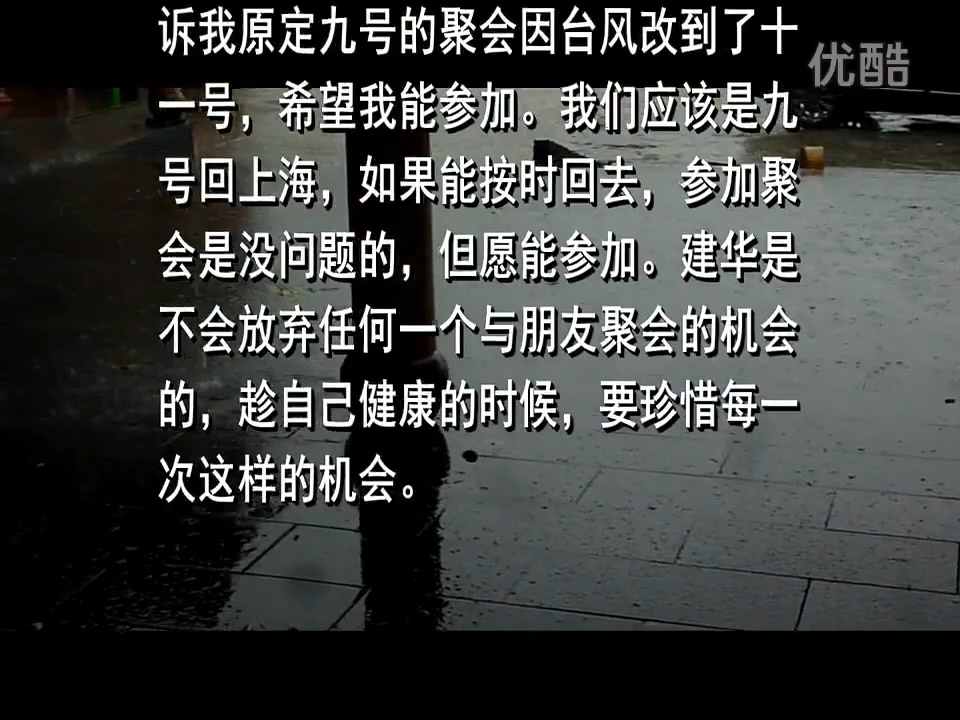 诉我原定九号的聚会因台风改到了十
优酷
一号，希望我能参加。我们应该是九
号回上海，如果能按时回去，参加聚
会是没问题的，但愿能参加。建华是
不会放弃任何一个与朋友聚会的机会
的，趁自己健康的时候，要珍惜每一
次这样的机会。